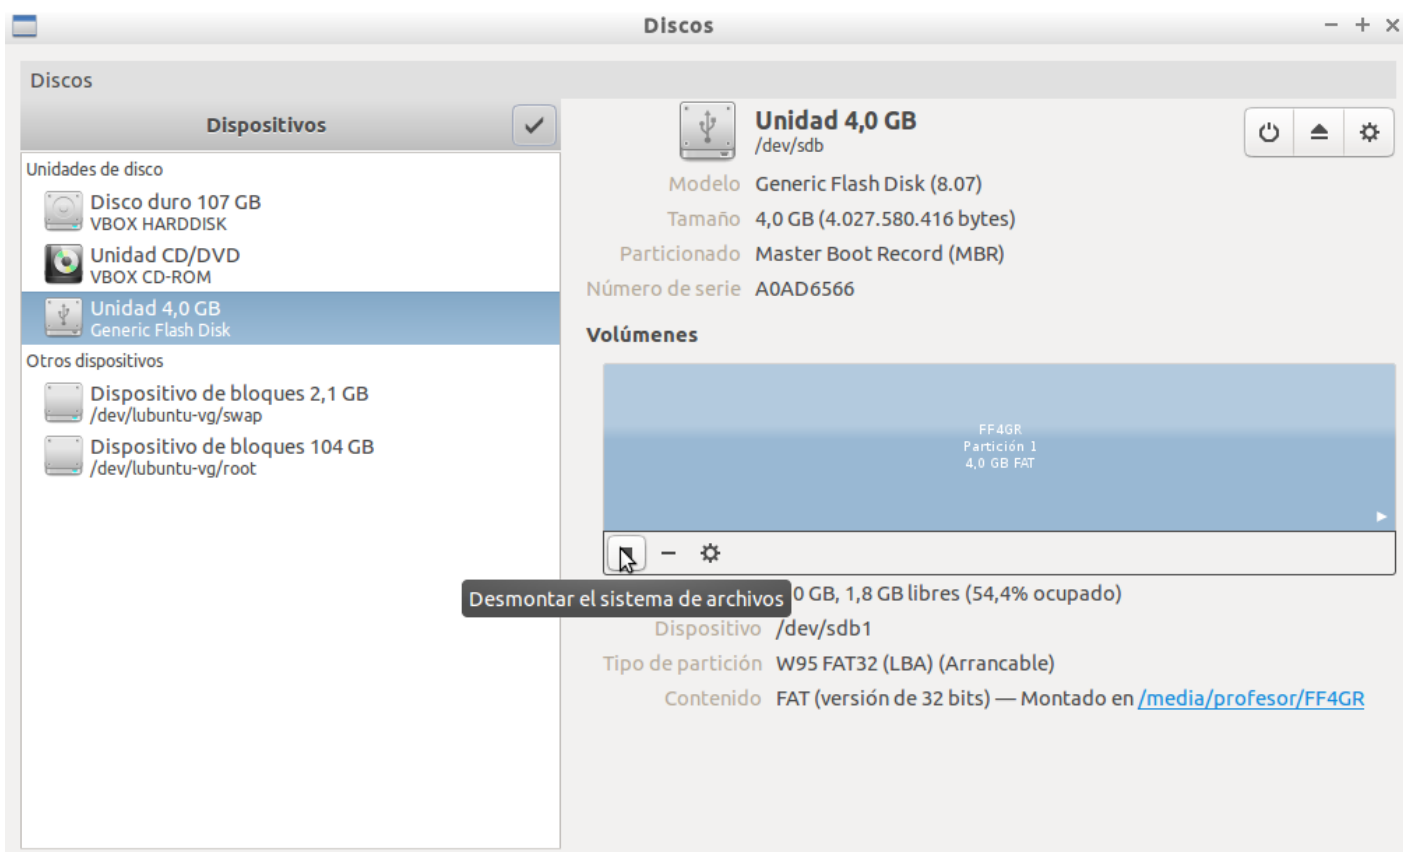 Discos
Discos
Dispositivos
Unidades de disco
Disco duro 107 GB
VBOX HARDDISK
Unidad CD/DVD
VBOX CD-ROM
Unidad 4,0 GB
Generic Flash Disk
Otros dispositivos
Dispositivo de bloques 2,1 GB
/dev/lubuntu-vg/swap
Dispositivo de bloques 104 GB
/dev/lubuntu-vg/root
Unidad 4,0 GB
/dev/sdb
Modelo Generic Flash Disk (8.07)
Tamaño 4,0 GB (4.027.580.416 bytes)
Particionado Master Boot Record (MBR)
Número de serie A0AD6566
Volúmenes
FF4GR
Partición 1
4,0 GB FAT
Desmontar el sistema de archivos
0 GB, 1,8 GB libres (54,4% ocupado)
Dispositivo /dev/sdb1
Tipo de partición W95 FAT32 (LBA) (Arrancable)
Contenido FAT (versión de 32 bits) — Montado en /media/profesor/FF4GR